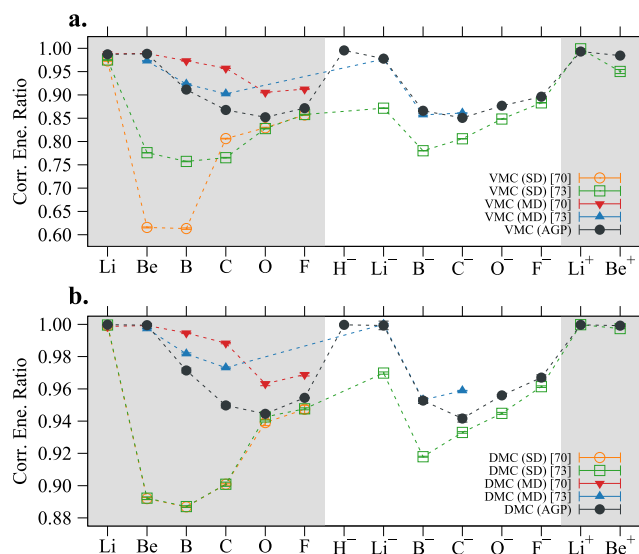 a.
Corr. Ene. Ratio
1.00
0.95
0.90
0.85
0.80
0.75
0.70
0.65
0.60
VMC (SD) [70]
VMC (SD) [73]
VMC (MD) [70]
VMC (MD) [73]
VMC (AGP)
Li Be B C O F H⁻ Li⁻ B⁻ C⁻ O⁻ F⁻ Li⁺ Be⁺
b.
Corr. Ene. Ratio
1.00
0.98
0.96
0.94
0.92
0.90
0.88
DMC (SD) [70]
DMC (SD) [73]
DMC (MD) [70]
DMC (MD) [73]
DMC (AGP)
Li Be B C O F H⁻ Li⁻ B⁻ C⁻ O⁻ F⁻ Li⁺ Be⁺